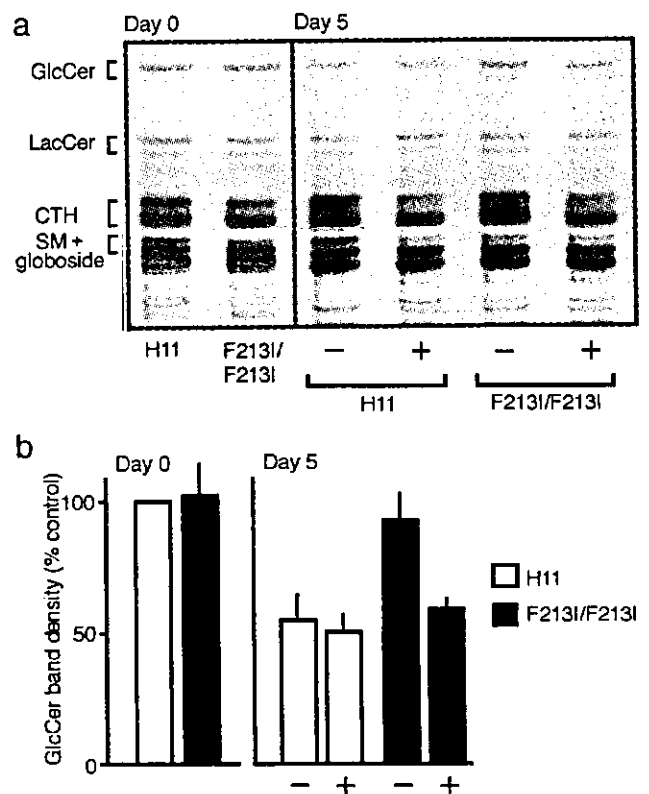 a
Day 0
Day 5
GlcCer
LacCer
CTH
SM +
globoside
H11
F213I/
F213I
− + − +
H11
F213I/F213I
b
Day 0
Day 5
GlcCer band density (% control)
100
50
0
H11
F213I/F213I
− + − +